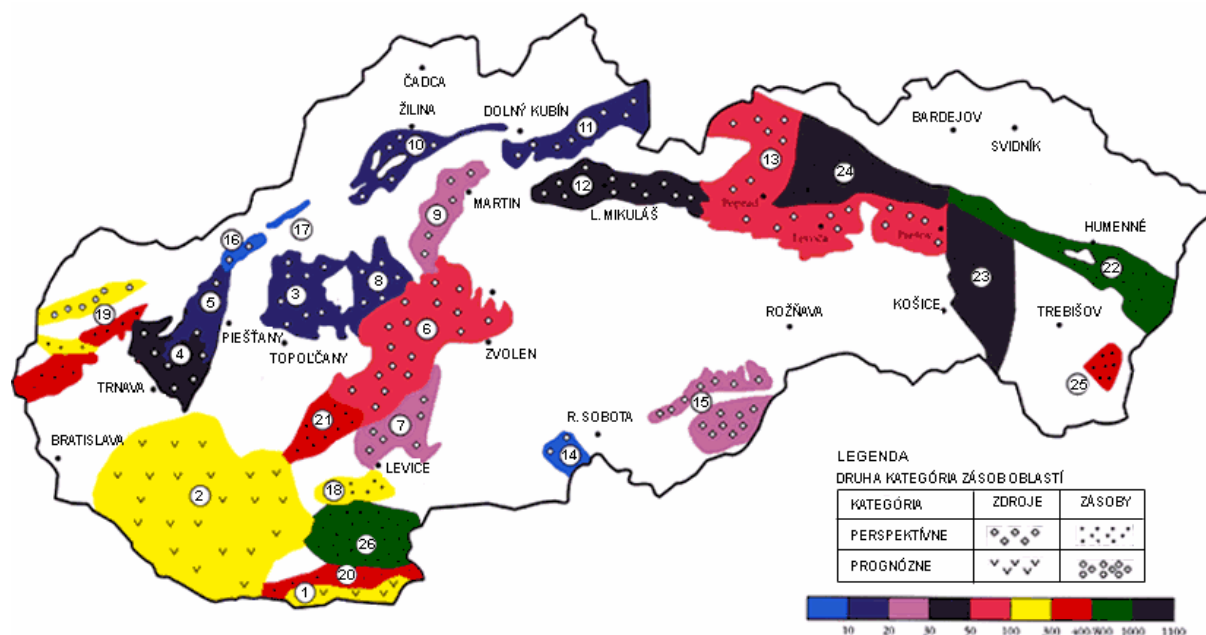 ČADCA
ŽILINA
DOLNÝ KUBÍN
11
10
BARDEJOV
SVIDNÍK
13
24
12
MARTIN
L. MIKULÁŠ
Poprad
9
17
16
Levoča
Prešov
HUMENNÉ
22
5
3
8
23
19
6
ROŽŇAVA
KOŠICE
TREBIŠOV
PIEŠŤANY
4
TOPOĽČANY
ZVOLEN
TRNAVA
25
15
21
7
R. SOBOTA
BRATISLAVA
14
LEVICE
2
18
26
20
1
LEGENDA
DRUHA KATEGÓRIA ZÁSOB OBLASTÍ
KATEGÓRIA ZDROJE ZÁSOBY
PERSPEKTÍVNE
PROGNÓZNE
10 20 30 50 100 300 400 1000 1100